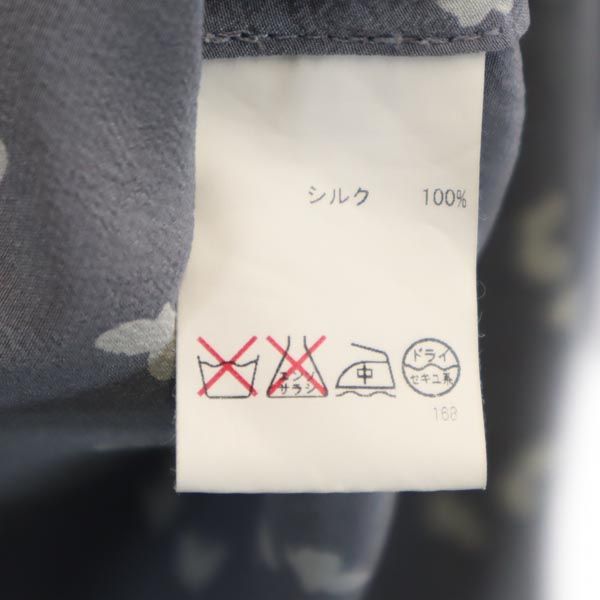 シルク 100%
エンソ
サラシ
中
ドライ
セキユ系
168